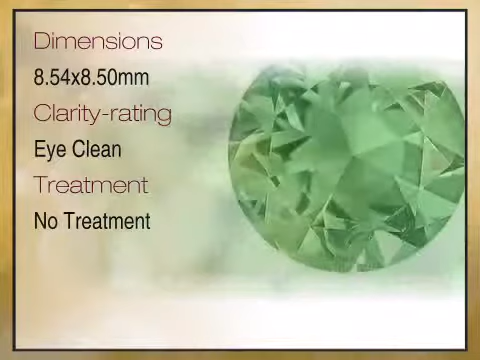 Dimensions
8.54x8.50mm
Clarity-rating
Eye Clean
Treatment
No Treatment